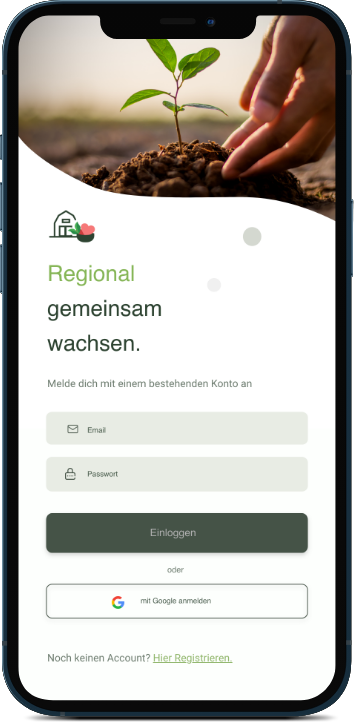 Regional
gemeinsam
wachsen.
Melde dich mit einem bestehenden Konto an
Email
Passwort
Einloggen
oder
mit Google anmelden
Noch keinen Account? Hier Registrieren.